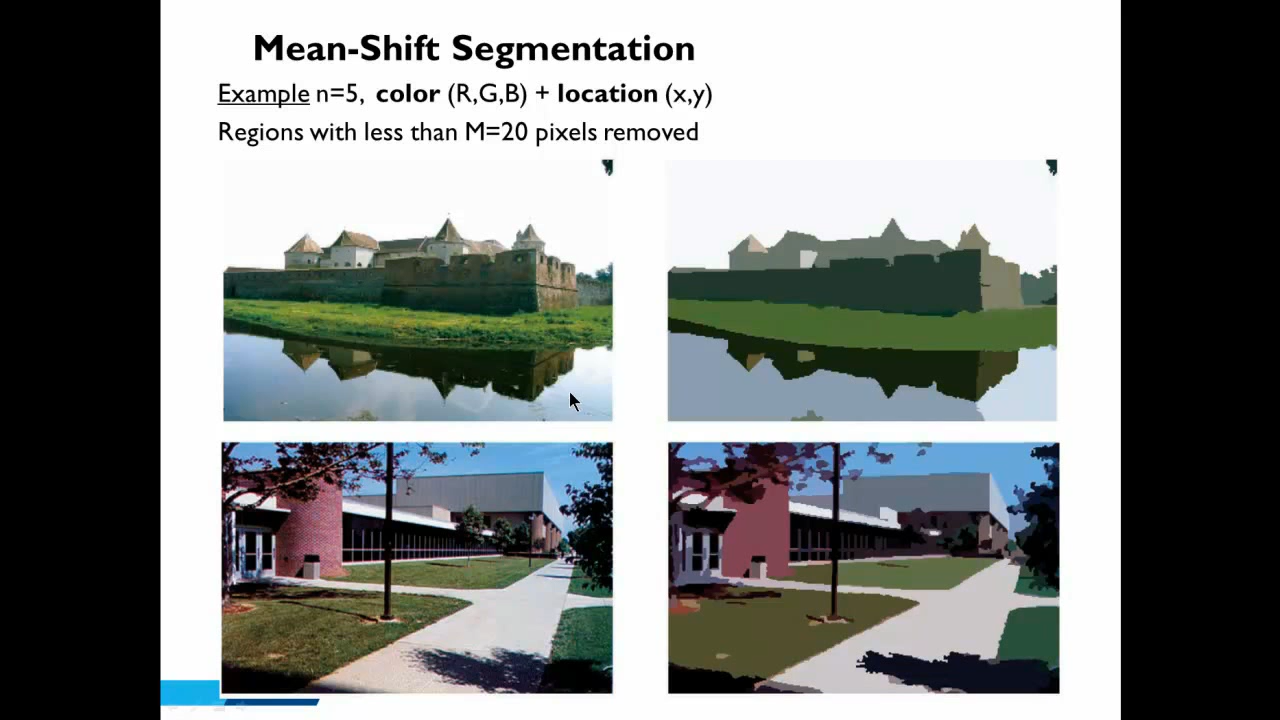 Mean-Shift Segmentation
Example n=5, color (R,G,B) + location (x,y)
Regions with less than M=20 pixels removed